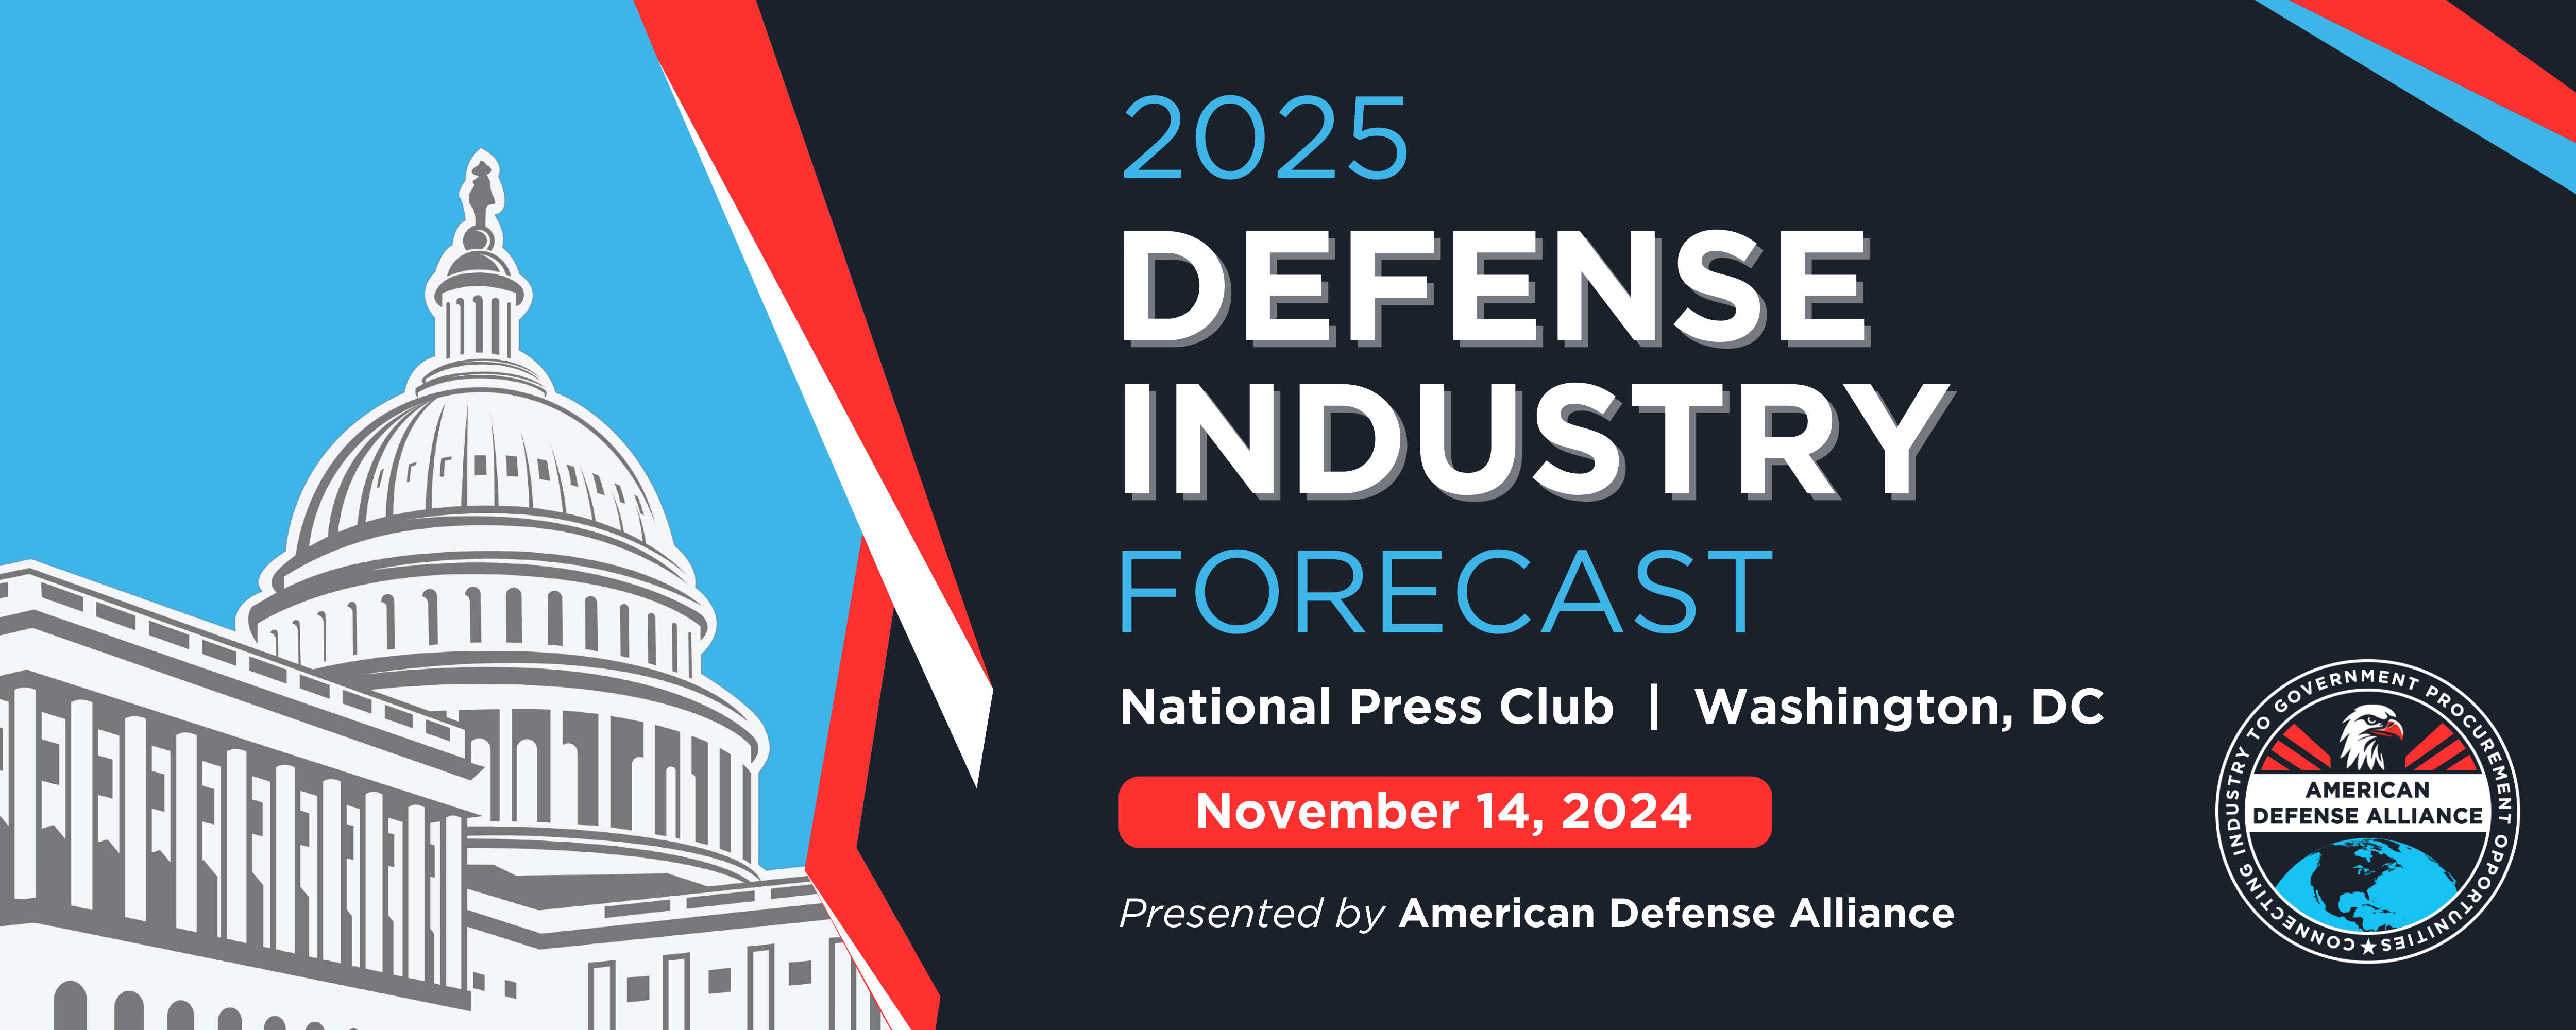 2025
DEFENSE
INDUSTRY
FORECAST
National Press Club | Washington, DC
November 14, 2024
Presented by American Defense Alliance
CONNECTING INDUSTRY TO GOVERNMENT PROCUREMENT OPPORTUNITIES
AMERICAN
DEFENSE ALLIANCE